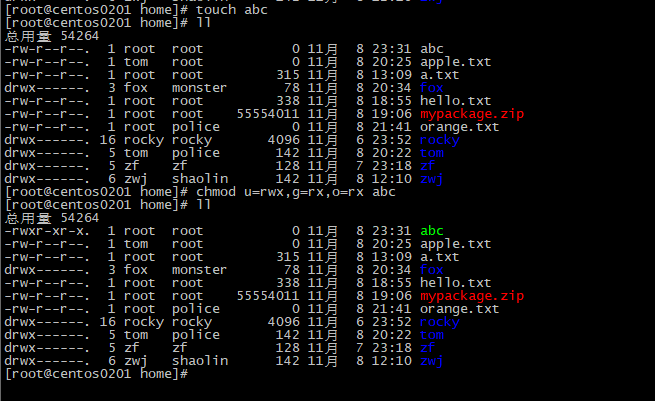 [root@centos0201 home]# touch abc
[root@centos0201 home]# ll
总用量 54264
-rw-r--r--. 1 root root 0 11月 8 23:31 abc
-rw-r--r--. 1 tom root 0 11月 8 20:25 apple.txt
-rw-r--r--. 1 root root 315 11月 8 13:09 a.txt
drwx------. 3 fox monster 78 11月 8 20:34 fox
-rw-r--r--. 1 root root 338 11月 8 18:55 hello.txt
-rw-r--r--. 1 root root 55554011 11月 8 19:06 mypackage.zip
-rw-r--r--. 1 root police 0 11月 8 21:41 orange.txt
drwx------. 16 rocky rocky 4096 11月 6 23:52 rocky
drwx------. 5 tom police 142 11月 8 20:22 tom
drwx------. 5 zf zf 128 11月 7 23:18 zf
drwx------. 6 zwj shaolin 142 11月 8 12:10 zwj
[root@centos0201 home]# chmod u=rwx,g=rx,o=rx abc
[root@centos0201 home]# ll
总用量 54264
-rwxr-xr-x. 1 root root 0 11月 8 23:31 abc
-rw-r--r--. 1 tom root 0 11月 8 20:25 apple.txt
-rw-r--r--. 1 root root 315 11月 8 13:09 a.txt
drwx------. 3 fox monster 78 11月 8 20:34 fox
-rw-r--r--. 1 root root 338 11月 8 18:55 hello.txt
-rw-r--r--. 1 root root 55554011 11月 8 19:06 mypackage.zip
-rw-r--r--. 1 root police 0 11月 8 21:41 orange.txt
drwx------. 16 rocky rocky 4096 11月 6 23:52 rocky
drwx------. 5 tom police 142 11月 8 20:22 tom
drwx------. 5 zf zf 128 11月 7 23:18 zf
drwx------. 6 zwj shaolin 142 11月 8 12:10 zwj
[root@centos0201 home]#